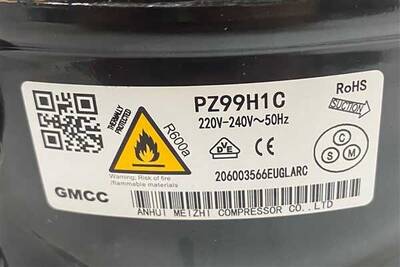 THERMALLY
PROTECTED
R600a
PZ99H1C
220V-240V～50Hz
RoHS
SUCTION
DVE
C
S M
206003566EUGLARC
Warning; Risk of fire
/flammable materials
GMCC
ANHUI MEIZHI COMPRESSOR CO.,LTD